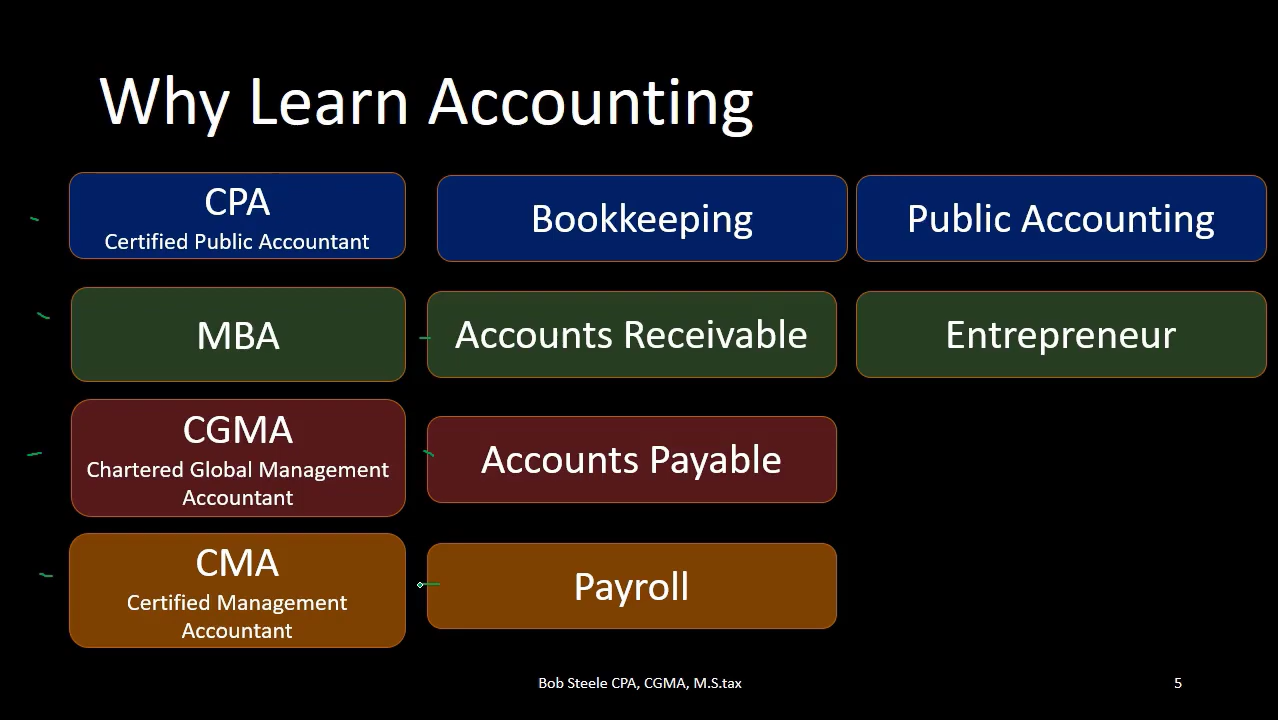 Why Learn Accounting
CPA
Certified Public Accountant
Bookkeeping
Public Accounting
MBA
Accounts Receivable
Entrepreneur
CGMA
Chartered Global Management
Accountant
Accounts Payable
CMA
Certified Management
Accountant
Payroll
Bob Steele CPA, CGMA, M.S.tax
5